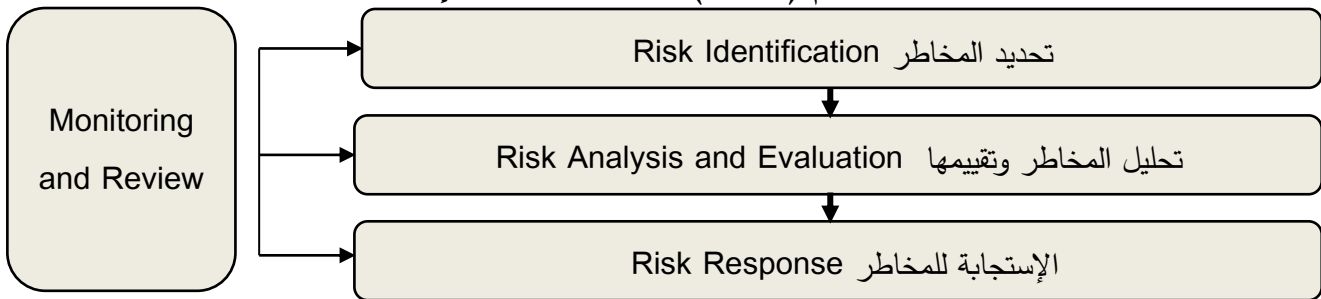 تحديد المخاطر Risk Identification
Monitoring
and Review
تحليل المخاطر وتقييمها Risk Analysis and Evaluation
الإستجابة للمخاطر Risk Response